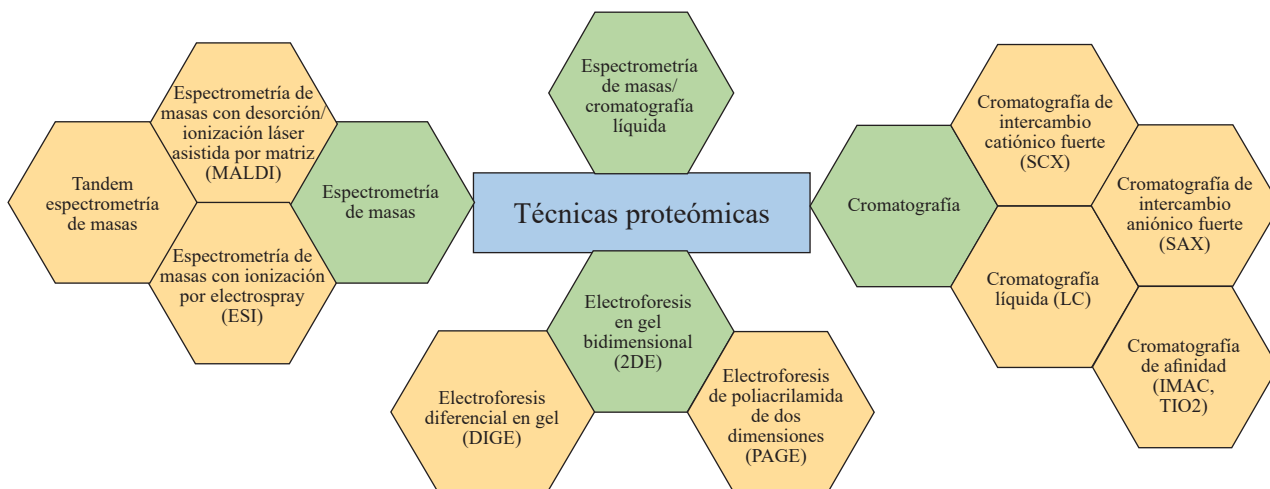 Espectrometría de
masas con desorción/
ionización láser
asistida por matriz
(MALDI)
Tandem
espectrometría
de masas
Espectrometría
de masas
Espectrometría de
masas con ionización
por electrospray
(ESI)
Espectrometría
de masas/
cromatografía
líquida
Técnicas proteómicas
Electroforesis
en gel
bidimensional
(2DE)
Electroforesis
diferencial en gel
(DIGE)
Electroforesis
de poliacrilamida
de dos
dimensiones
(PAGE)
Cromatografía
Cromatografía de
intercambio
catiónico fuerte
(SCX)
Cromatografía de
intercambio
aniónico fuerte
(SAX)
Cromatografía
líquida (LC)
Cromatografía
de afinidad
(IMAC,
TIO2)